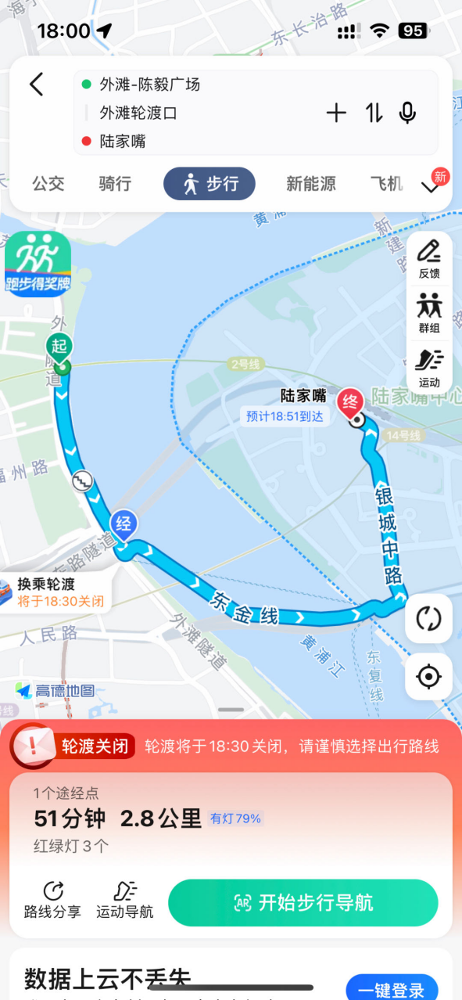 18:00
95
东长治路
外滩-陈毅广场
外滩轮渡口
陆家嘴
公交
骑行
步行
新能源
飞机
新
黄浦
新建路
跑步得奖牌
反馈
群组
运动
外
起
隧道
2号线
陆家嘴
终
陆家嘴中心
预计18:51到达
14号线
福州路
银城中路
经
东路隧道
换乘轮渡
将于18:30关闭
东金线
人民路
外滩隧道
黄浦江
东复线
高德地图
号线
轮渡关闭
轮渡将于18:30关闭，请谨慎选择出行路线
1个途经点
51分钟 2.8公里 有灯79%
红绿灯3个
路线分享
运动导航
AR 开始步行导航
数据上云不丢失
一键登录